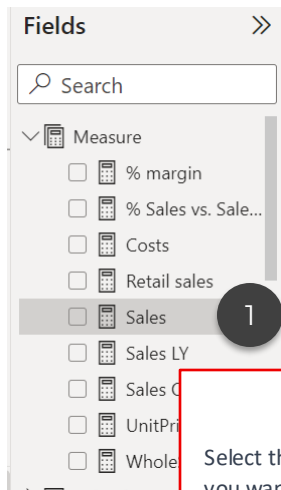 Fields
Search
Measure
% margin
% Sales vs. Sale...
Costs
Retail sales
Sales
1
Sales LY
Sales
UnitPri
Whole
Select th
you wan